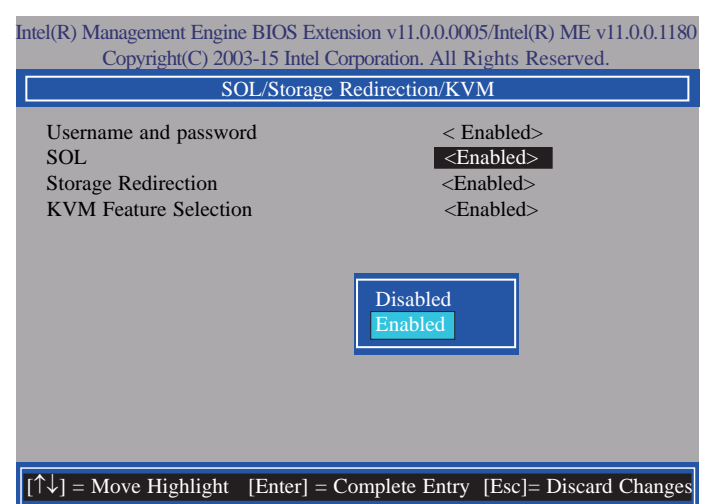 Intel(R) Management Engine BIOS Extension v11.0.0.0005/Intel(R) ME v11.0.0.1180
Copyright(C) 2003-15 Intel Corporation. All Rights Reserved.
SOL/Storage Redirection/KVM
Username and password < Enabled>
SOL <Enabled>
Storage Redirection <Enabled>
KVM Feature Selection <Enabled>
Disabled
Enabled
[↑↓] = Move Highlight [Enter] = Complete Entry [Esc]= Discard Changes